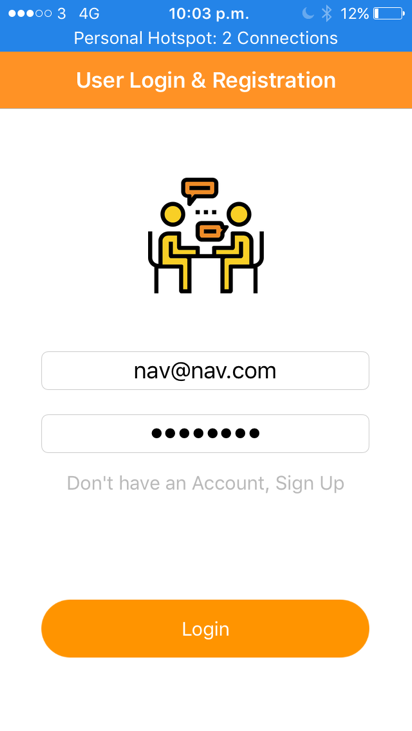 3 4G 10:03 p.m. 12%
Personal Hotspot: 2 Connections
User Login & Registration
nav@nav.com
••••••••
Don't have an Account, Sign Up
Login